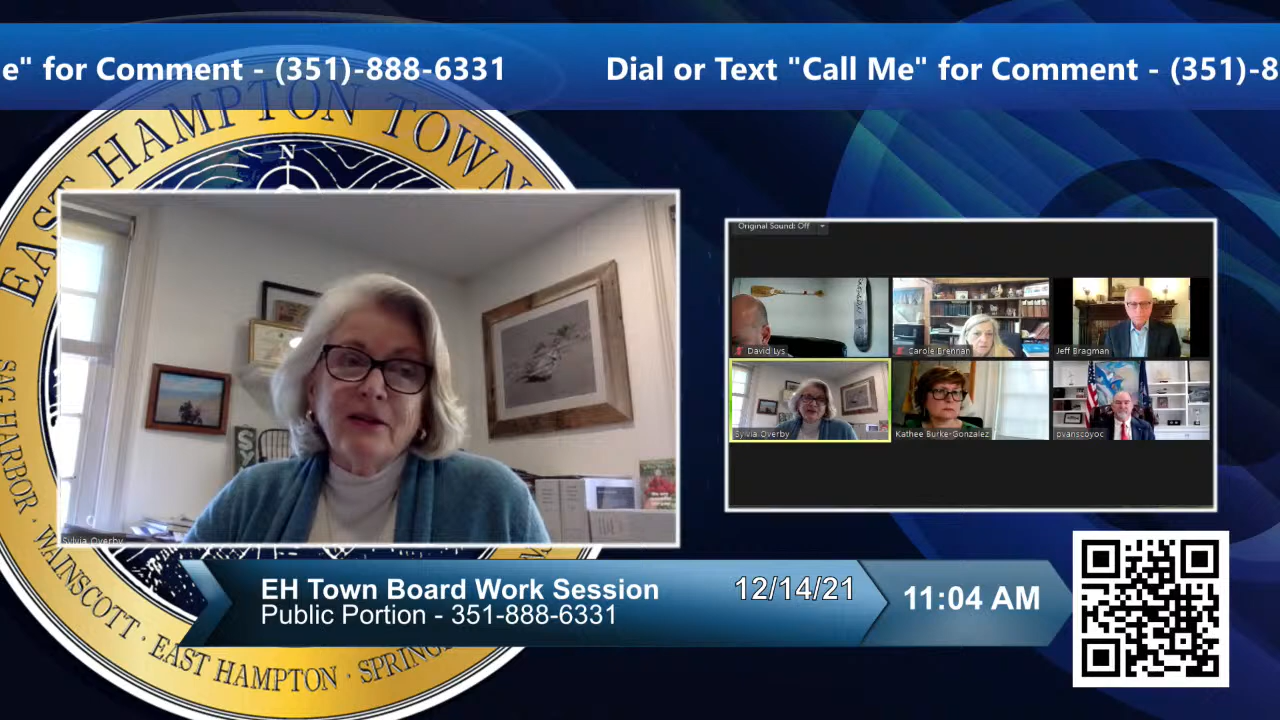 e" for Comment - (351)-888-6331 Dial or Text "Call Me" for Comment - (351)-8
EAST HAMPTON TOWN
N
SAG HARBOR · WAINSCOTT · EAST HAMPTON · SPRING
Sylvia Overby
Original Sound: Off
David Lys
Carole Brennan
Jeff Bragman
Sylvia Overby
Kathee Burke-Gonzalez
pvanscoyoc
EH Town Board Work Session
12/14/21
11:04 AM
Public Portion - 351-888-6331